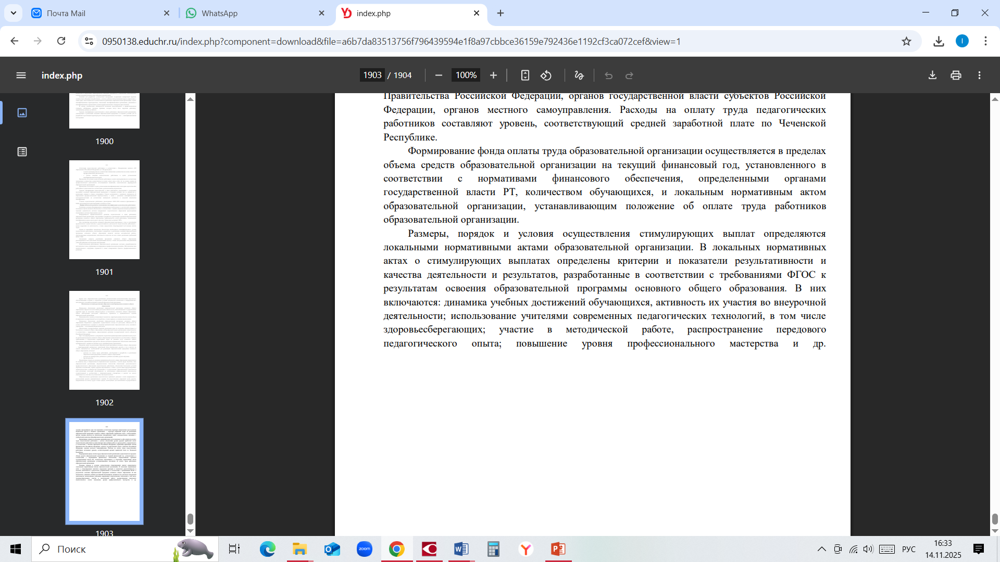 Почта Mail
WhatsApp
index.php
0950138.educhr.ru/index.php?component=download&file=a6b7da83513756f796439594e1f8a97cbbce36159e792436e1192cf3ca072cef&view=1
I
index.php
1903 / 1904
100%
1900
1901
1902
1903
Правительства Российской Федерации, органов государственной власти субъектов Российской
Федерации, органов местного самоуправления. Расходы на оплату труда педагогических
работников составляют уровень, соответствующий средней заработной плате по Чеченской
Республике.
Формирование фонда оплаты труда образовательной организации осуществляется в пределах
объема средств образовательной организации на текущий финансовый год, установленного в
соответствии с нормативами финансового обеспечения, определенными органами
государственной власти РТ, количеством обучающихся, и локальным нормативным актом
образовательной организации, устанавливающим положение об оплате труда работников
образовательной организации.
Размеры, порядок и условия осуществления стимулирующих выплат определяются
локальными нормативными актами образовательной организации. В локальных нормативных
актах о стимулирующих выплатах определены критерии и показатели результативности и
качества деятельности и результатов, разработанные в соответствии с требованиями ФГОС к
результатам освоения образовательной программы основного общего образования. В них
включаются: динамика учебных достижений обучающихся, активность их участия во внеурочной
деятельности; использование учителями современных педагогических технологий, в том числе
здоровьесберегающих; участие в методической работе, распространение передового
педагогического опыта; повышение уровня профессионального мастерства и др.
Поиск
zoom
РУС
16:33
14.11.2025